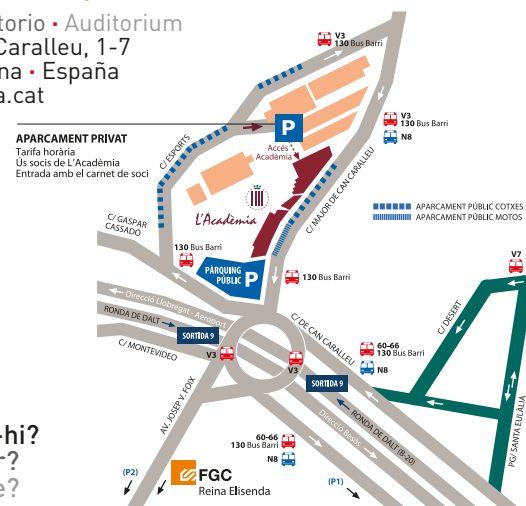 torio · Auditorium
Caralleu, 1-7
na · España
a.cat
V3
130 Bus Barri
V3
130 Bus Barri
N8
APARCAMENT PRIVAT
Tarifa horària
Ús socis de L'Acadèmia
Entrada amb el carnet de soci
C/ ESPORTS
P
Accés
Acadèmia
C/ MAJOR DE CAN CARALLEU
L'Acadèmia
APARCAMENT PÚBLIC COTXES
APARCAMENT PÚBLIC MOTOS
C/ GASPAR
CASSADÓ
130 Bus Barri
PÀRQUING
PÚBLIC P
130 Bus Barri
V7
Direcció Llobregat - Aeroport
RONDA DE DALT
SORTIDA 9
C/ MONTEVIDEO
V3
V3
C/ DE CAN CARALLEU
60-66
130 Bus Barri
N8
C/ DESERT
SORTIDA 9
RONDA DE DALT (B-20)
Direcció Besòs
PG/ SANTA EULÀLIA
AV. JOSEP V. FOIX
60-66
130 Bus Barri
N8
-hi?
r?
e?
(P2)
FGC
Reina Elisenda
(P1)